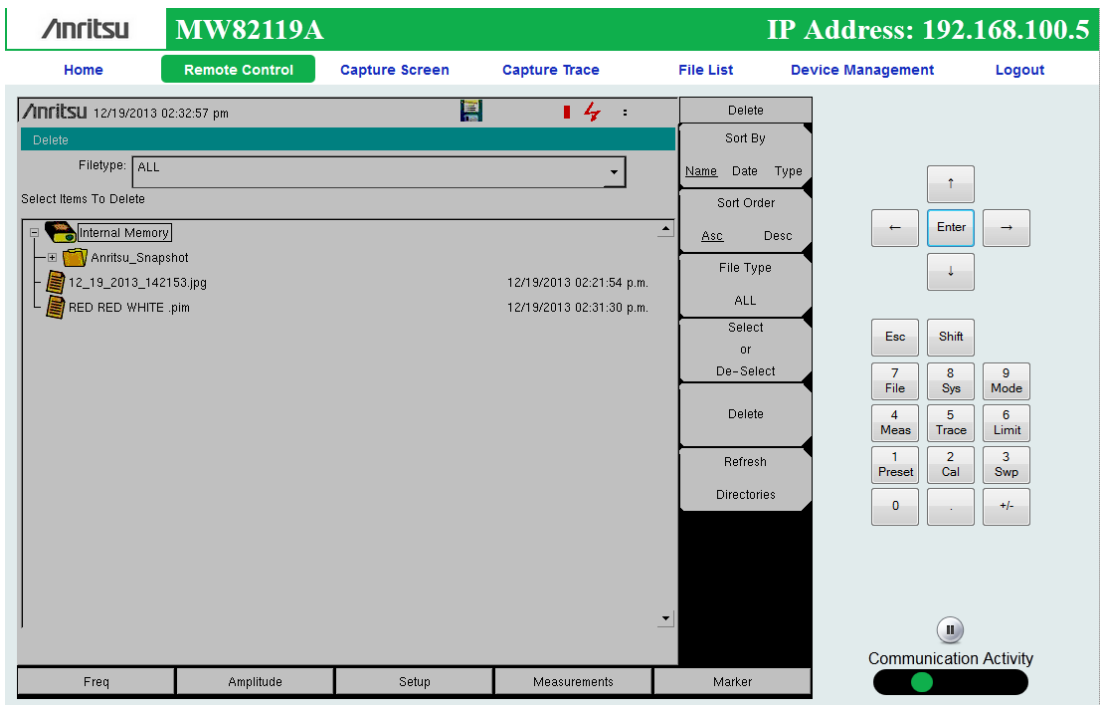 Anritsu MW82119A IP Address: 192.168.100.5
Home Remote Control Capture Screen Capture Trace File List Device Management Logout
Anritsu 12/19/2013 02:32:57 pm
Delete
Filetype: ALL
Select Items To Delete
Internal Memory
Anritsu_Snapshot
12_19_2013_142153.jpg 12/19/2013 02:21:54 p.m.
RED RED WHITE .pim 12/19/2013 02:31:30 p.m.
Delete
Sort By
Name Date Type
Sort Order
Asc Desc
File Type
ALL
Select
or
De-Select
Delete
Refresh
Directories
Freq Amplitude Setup Measurements Marker
↑
← Enter →
↓
Esc Shift
7 8 9
File Sys Mode
4 5 6
Meas Trace Limit
1 2 3
Preset Cal Swp
0 . +/-
Communication Activity